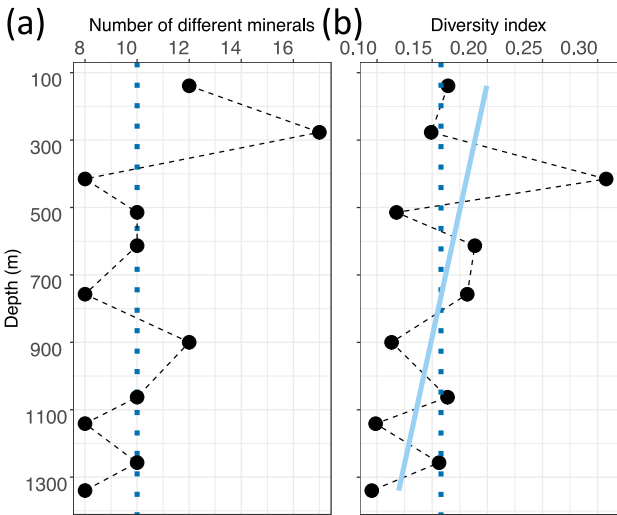 (a) Number of different minerals
8 10 12 14 16
Depth (m)
100
300
500
700
900
1100
1300
(b) Diversity index
0.10 0.15 0.20 0.25 0.30